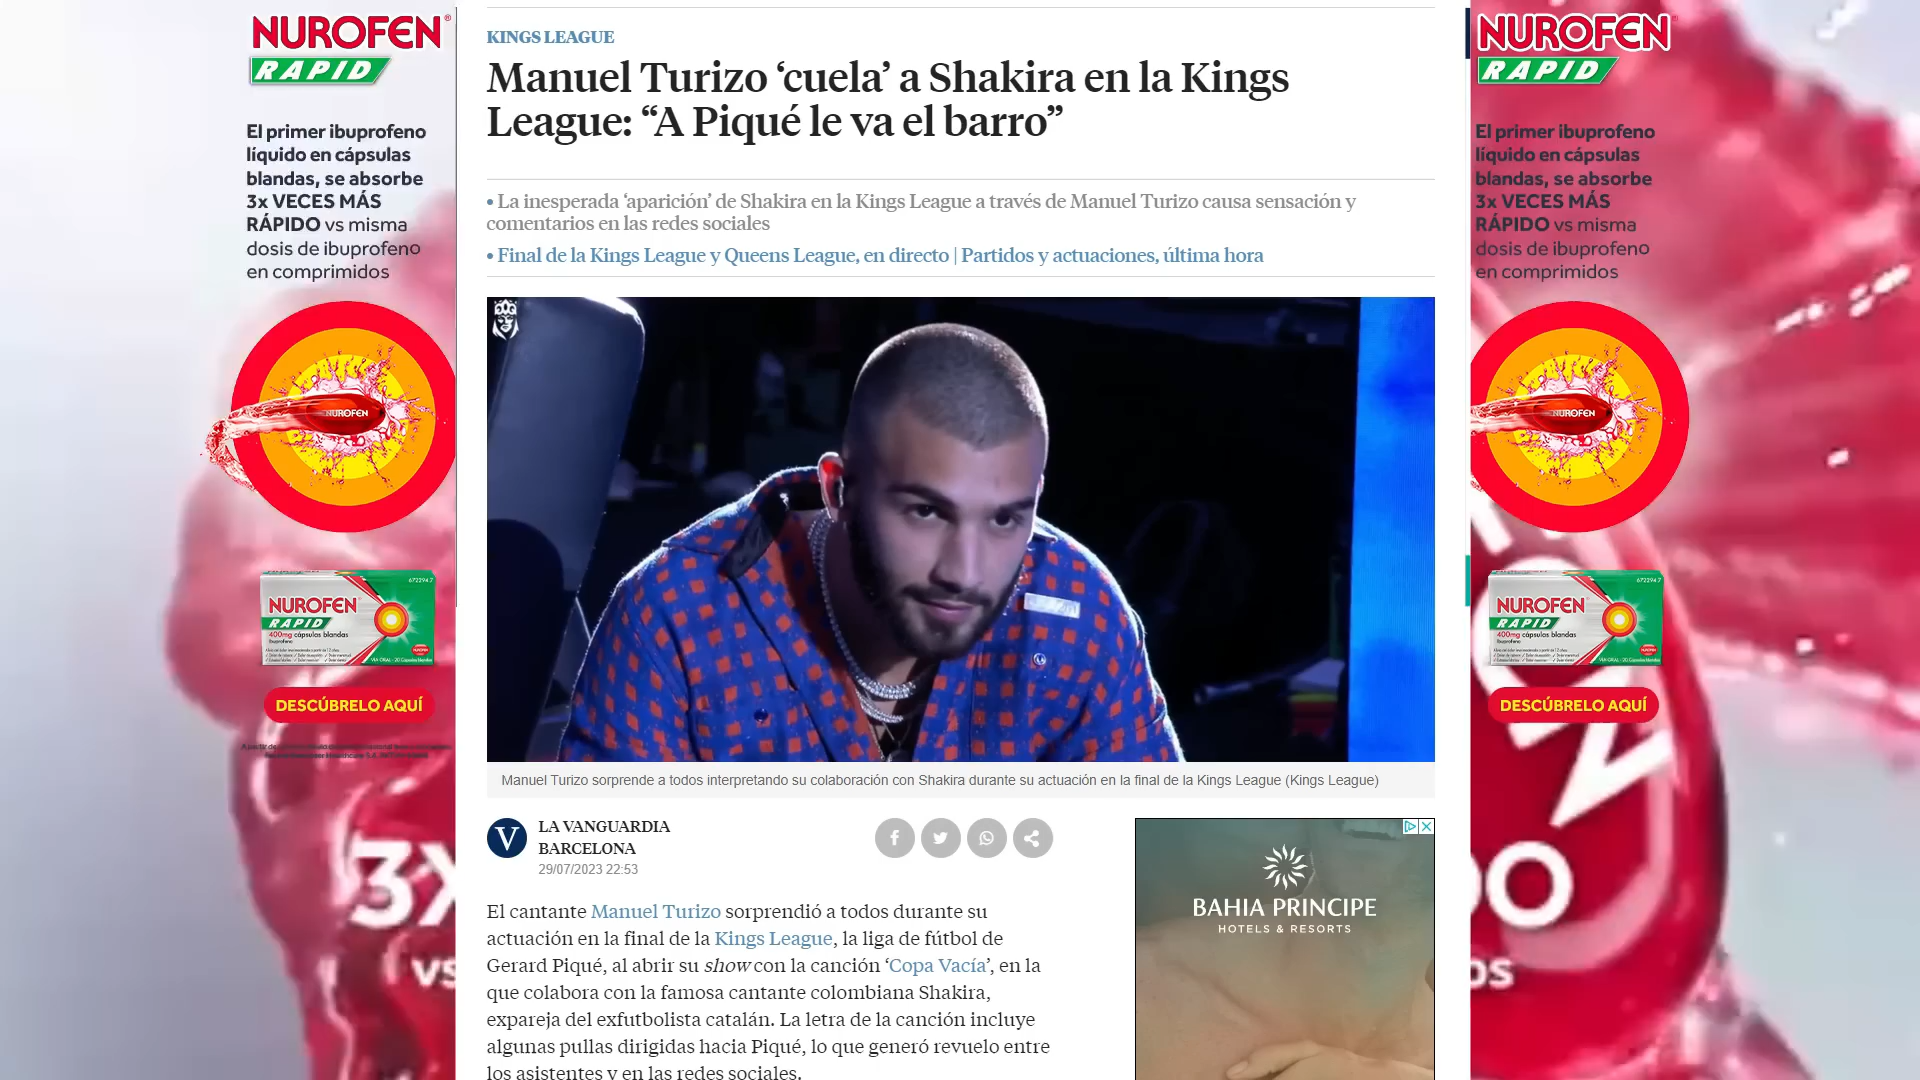 NUROFEN
RAPID
El primer ibuprofeno
líquido en cápsulas
blandas, se absorbe
3x VECES MÁS
RÁPIDO vs misma
dosis de ibuprofeno
en comprimidos
NUROFEN
NUROFEN
RAPID
400mg cápsulas blandas
Ibuprofeno
672294.7
DESCÚBRELO AQUÍ
3X
vs
KINGS LEAGUE
Manuel Turizo ‘cuela’ a Shakira en la Kings
League: “A Piqué le va el barro”
• La inesperada ‘aparición’ de Shakira en la Kings League a través de Manuel Turizo causa sensación y
comentarios en las redes sociales
• Final de la Kings League y Queens League, en directo | Partidos y actuaciones, última hora
Manuel Turizo sorprende a todos interpretando su colaboración con Shakira durante su actuación en la final de la Kings League (Kings League)
V
LA VANGUARDIA
BARCELONA
29/07/2023 22:53
El cantante Manuel Turizo sorprendió a todos durante su
actuación en la final de la Kings League, la liga de fútbol de
Gerard Piqué, al abrir su show con la canción ‘Copa Vacía’, en la
que colabora con la famosa cantante colombiana Shakira,
expareja del exfutbolista catalán. La letra de la canción incluye
algunas pullas dirigidas hacia Piqué, lo que generó revuelo entre
los asistentes y en las redes sociales.
BAHIA PRINCIPE
HOTELS & RESORTS
NUROFEN
RAPID
El primer ibuprofeno
líquido en cápsulas
blandas, se absorbe
3x VECES MÁS
RÁPIDO vs misma
dosis de ibuprofeno
en comprimidos
NUROFEN
NUROFEN
RAPID
400mg cápsulas blandas
Ibuprofeno
672294.7
DESCÚBRELO AQUÍ